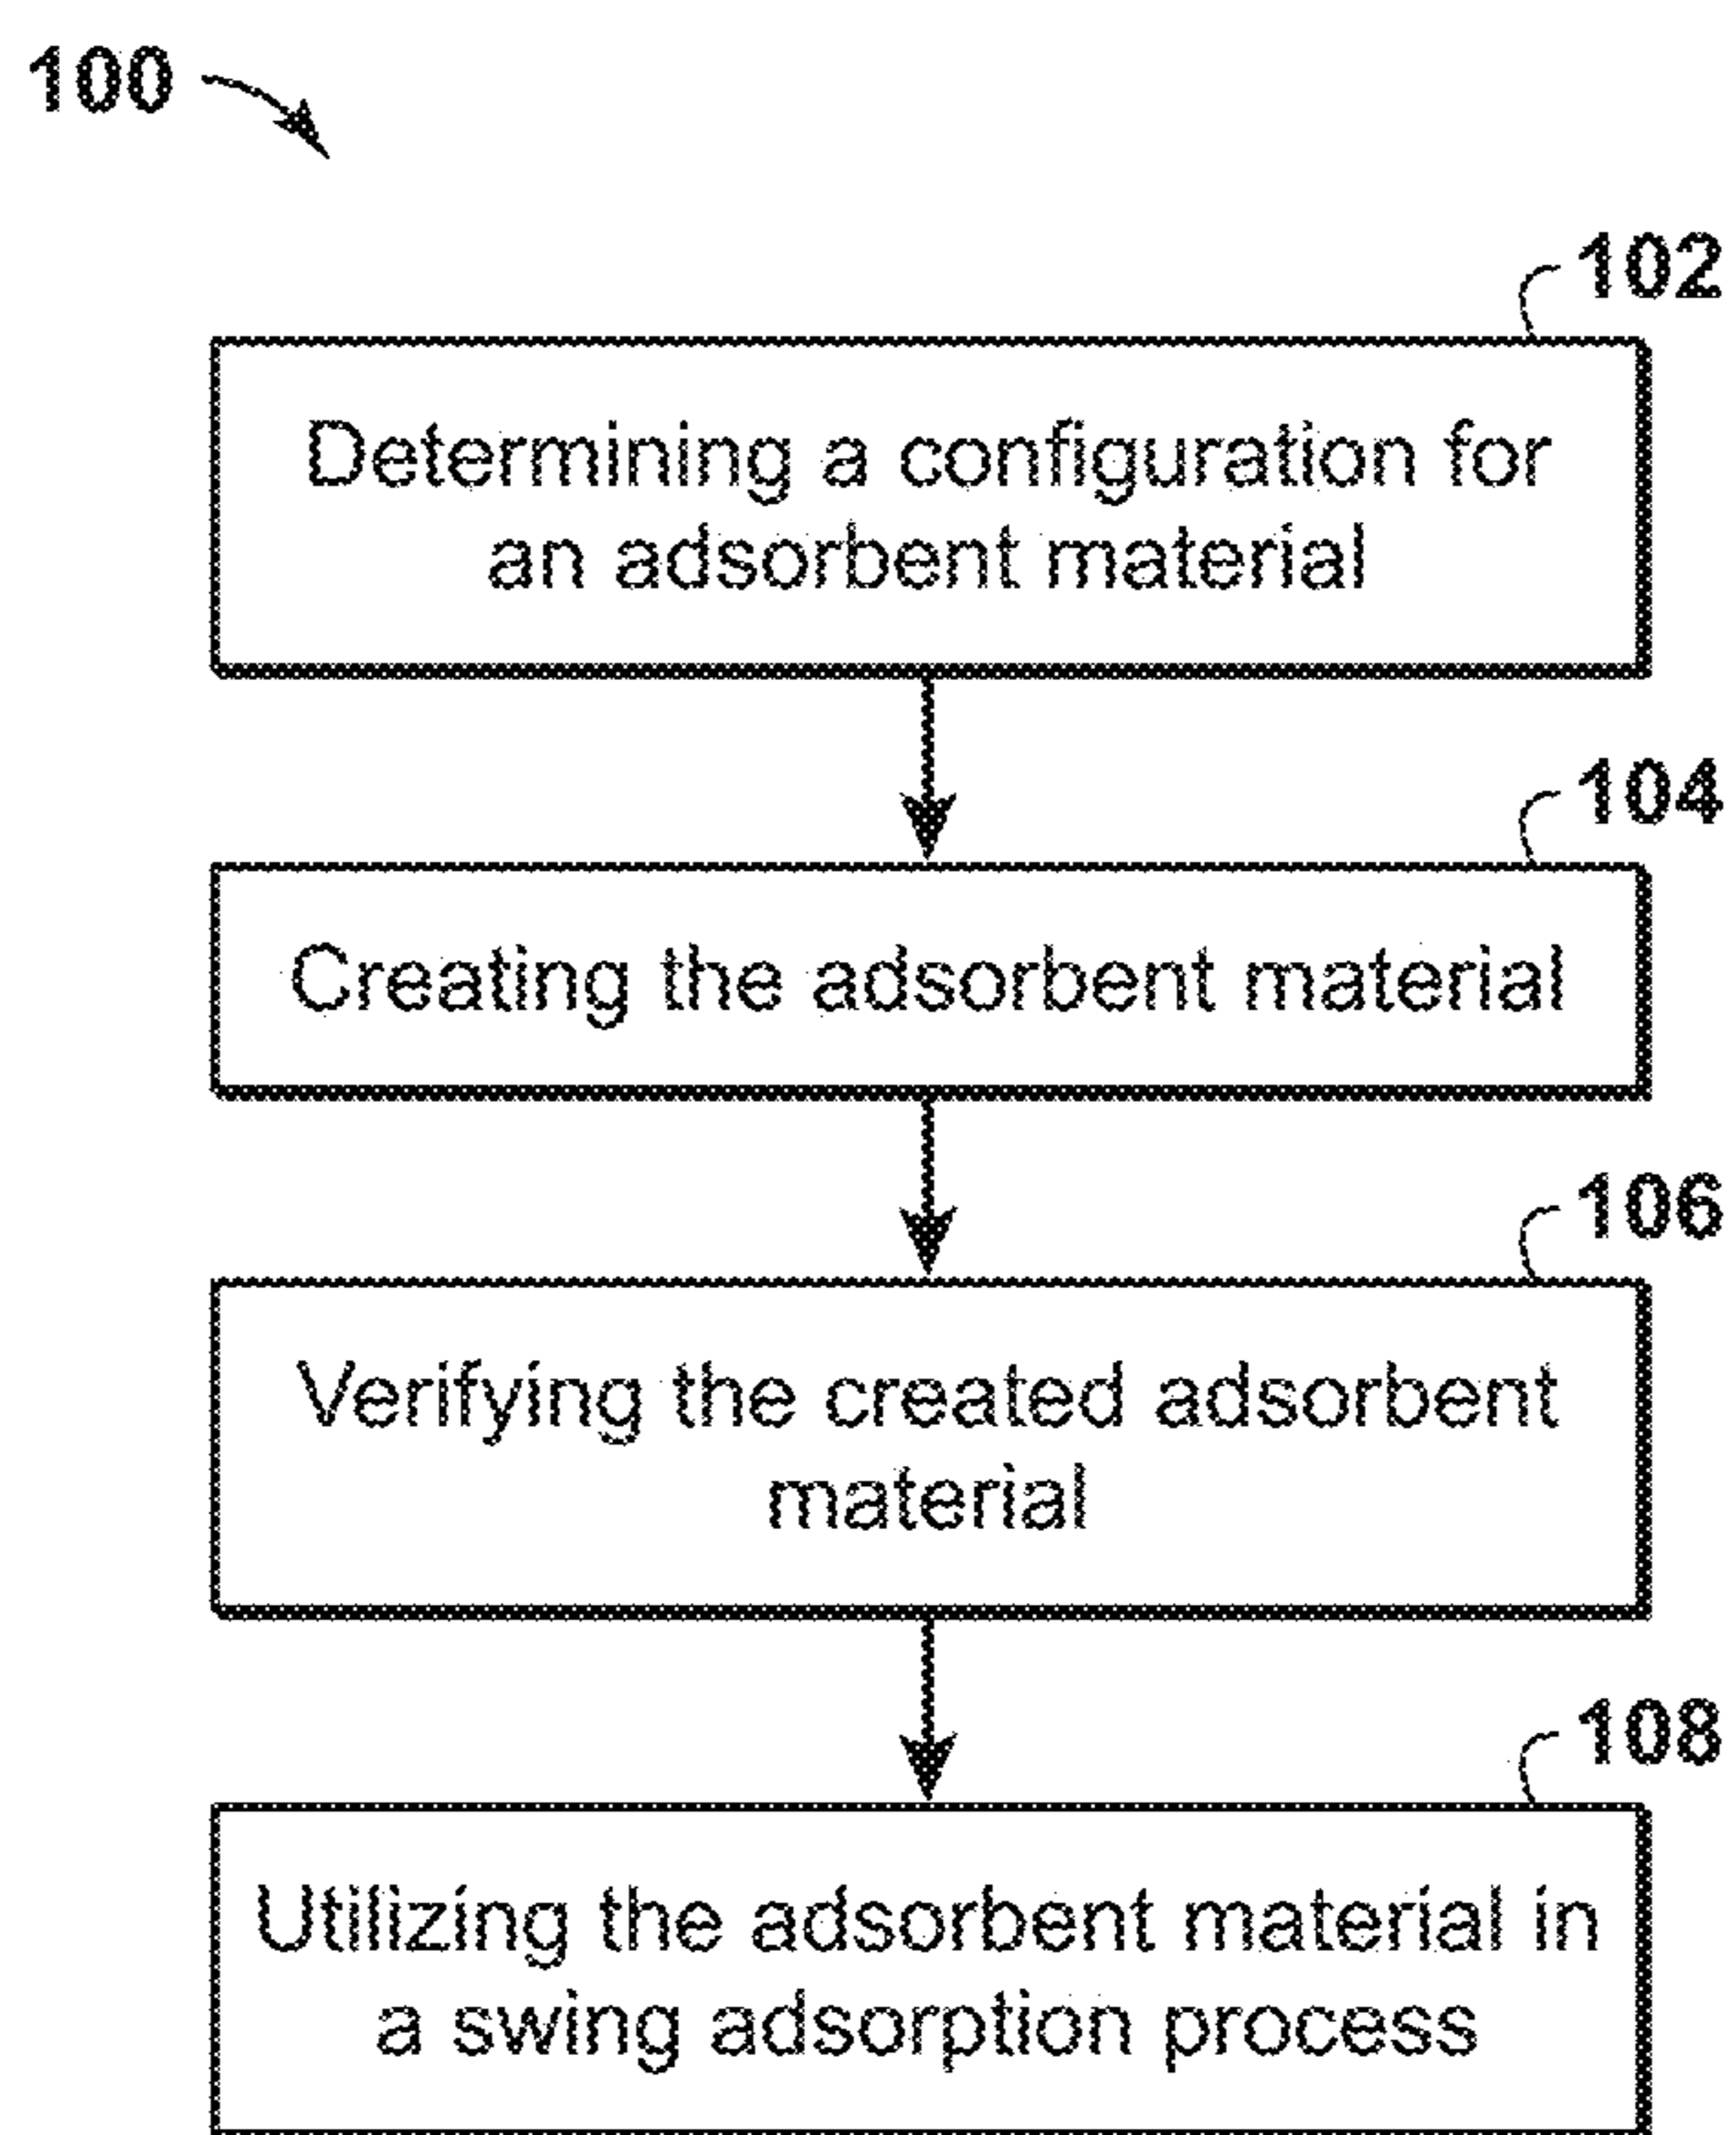 100
102
Determining a configuration for
an adsorbent material
104
Creating the adsorbent material
106
Verifying the created adsorbent
material
108
Utilizing the adsorbent material in
a swing adsorption process